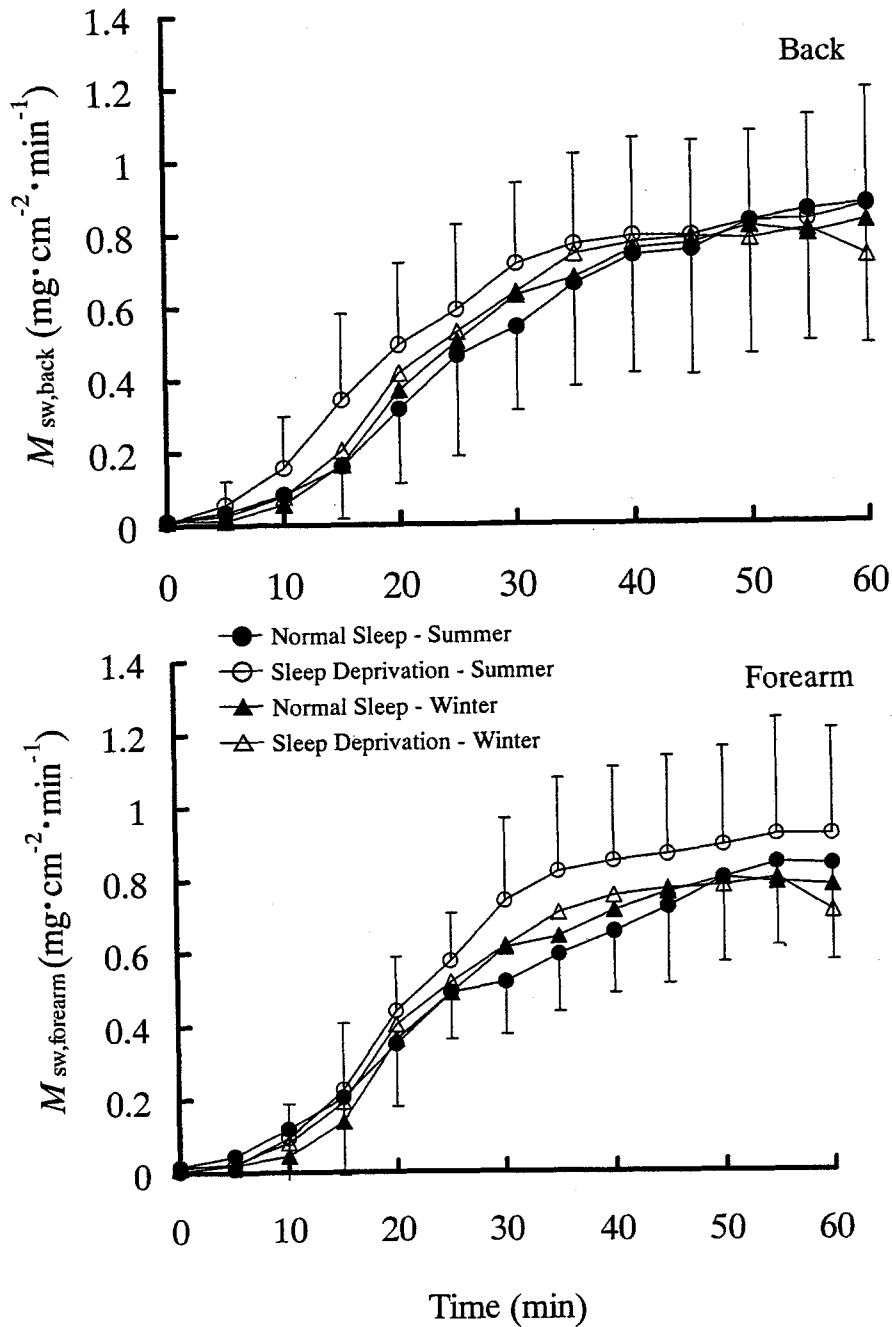 Back
M sw,back (mg·cm-2·min-1)
1.4
1.2
1
0.8
0.6
0.4
0.2
0
0 10 20 30 40 50 60
Normal Sleep - Summer
Sleep Deprivation - Summer
Normal Sleep - Winter
Sleep Deprivation - Winter
Forearm
M sw,forearm (mg·cm-2·min-1)
1.4
1.2
1
0.8
0.6
0.4
0.2
0
0 10 20 30 40 50 60
Time (min)